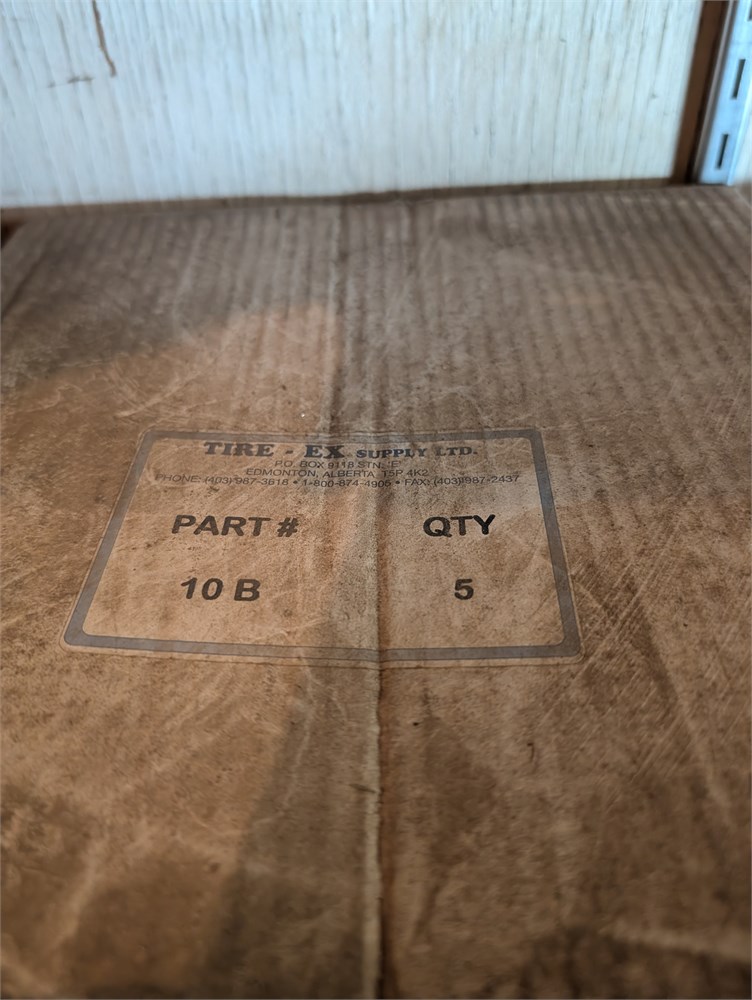 TIRE - EX SUPPLY LTD.
P.O. BOX 9118 STN. "E"
EDMONTON, ALBERTA T5P 4K2
PHONE: (403) 987-3618 • 1-800-874-4905 • FAX: (403)987-2437
PART # QTY
10 B 5